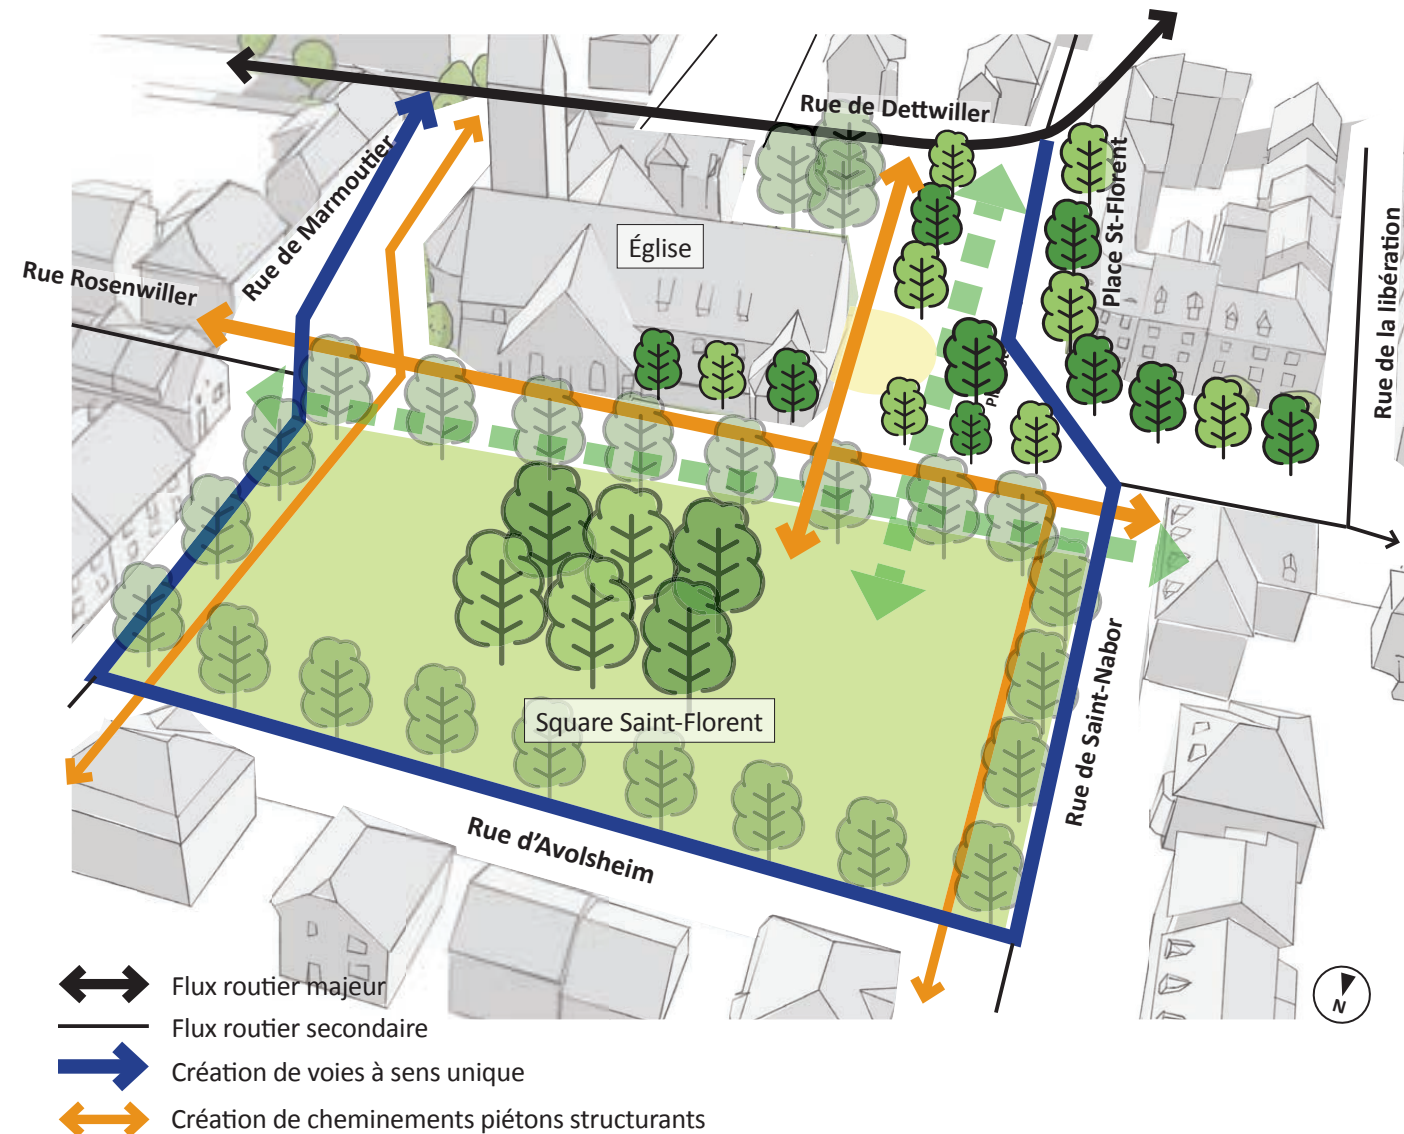 Rue de Dettwiller
Place St-Florent
Rue de Marmoutier
Église
Rue Rosenwiller
Rue de la libération
Pl
Square Saint-Florent
Rue de Saint-Nabor
Rue d'Avolsheim
Flux routier majeur
Flux routier secondaire
Création de voies à sens unique
Création de cheminements piétons structurants
N